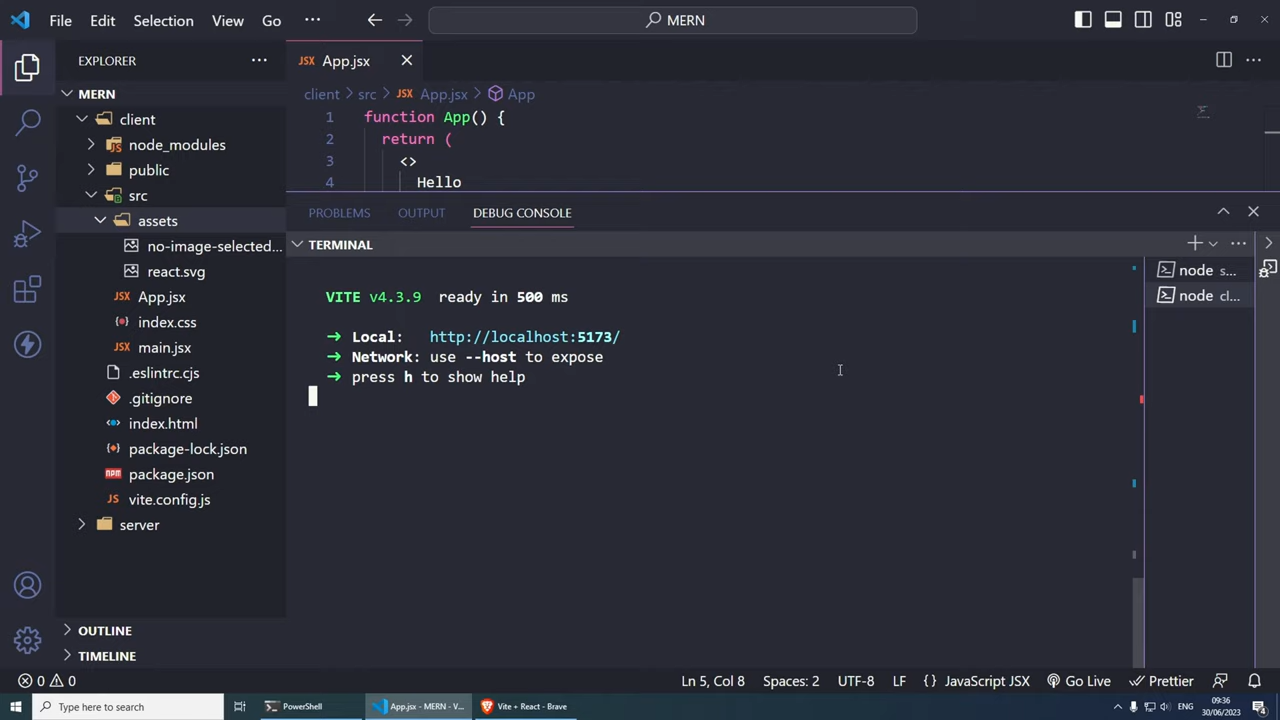 File Edit Selection View Go ··· MERN
EXPLORER ···
MERN
client
node_modules
public
src
assets
no-image-selected...
react.svg
App.jsx
index.css
main.jsx
.eslintrc.cjs
.gitignore
index.html
package-lock.json
package.json
vite.config.js
server
OUTLINE
TIMELINE
JSX App.jsx
client > src > JSX App.jsx > App
1 function App() {
2 return (
3 <>
4 Hello
PROBLEMS OUTPUT DEBUG CONSOLE
TERMINAL
VITE v4.3.9 ready in 500 ms
➜ Local: http://localhost:5173/
➜ Network: use --host to expose
➜ press h to show help
node s...
node cl...
0 0 Ln 5, Col 8 Spaces: 2 UTF-8 LF {} JavaScript JSX Go Live Prettier
Type here to search PowerShell App.jsx - MERN - V... Vite + React - Brave ENG 09:36
30/06/2023 4